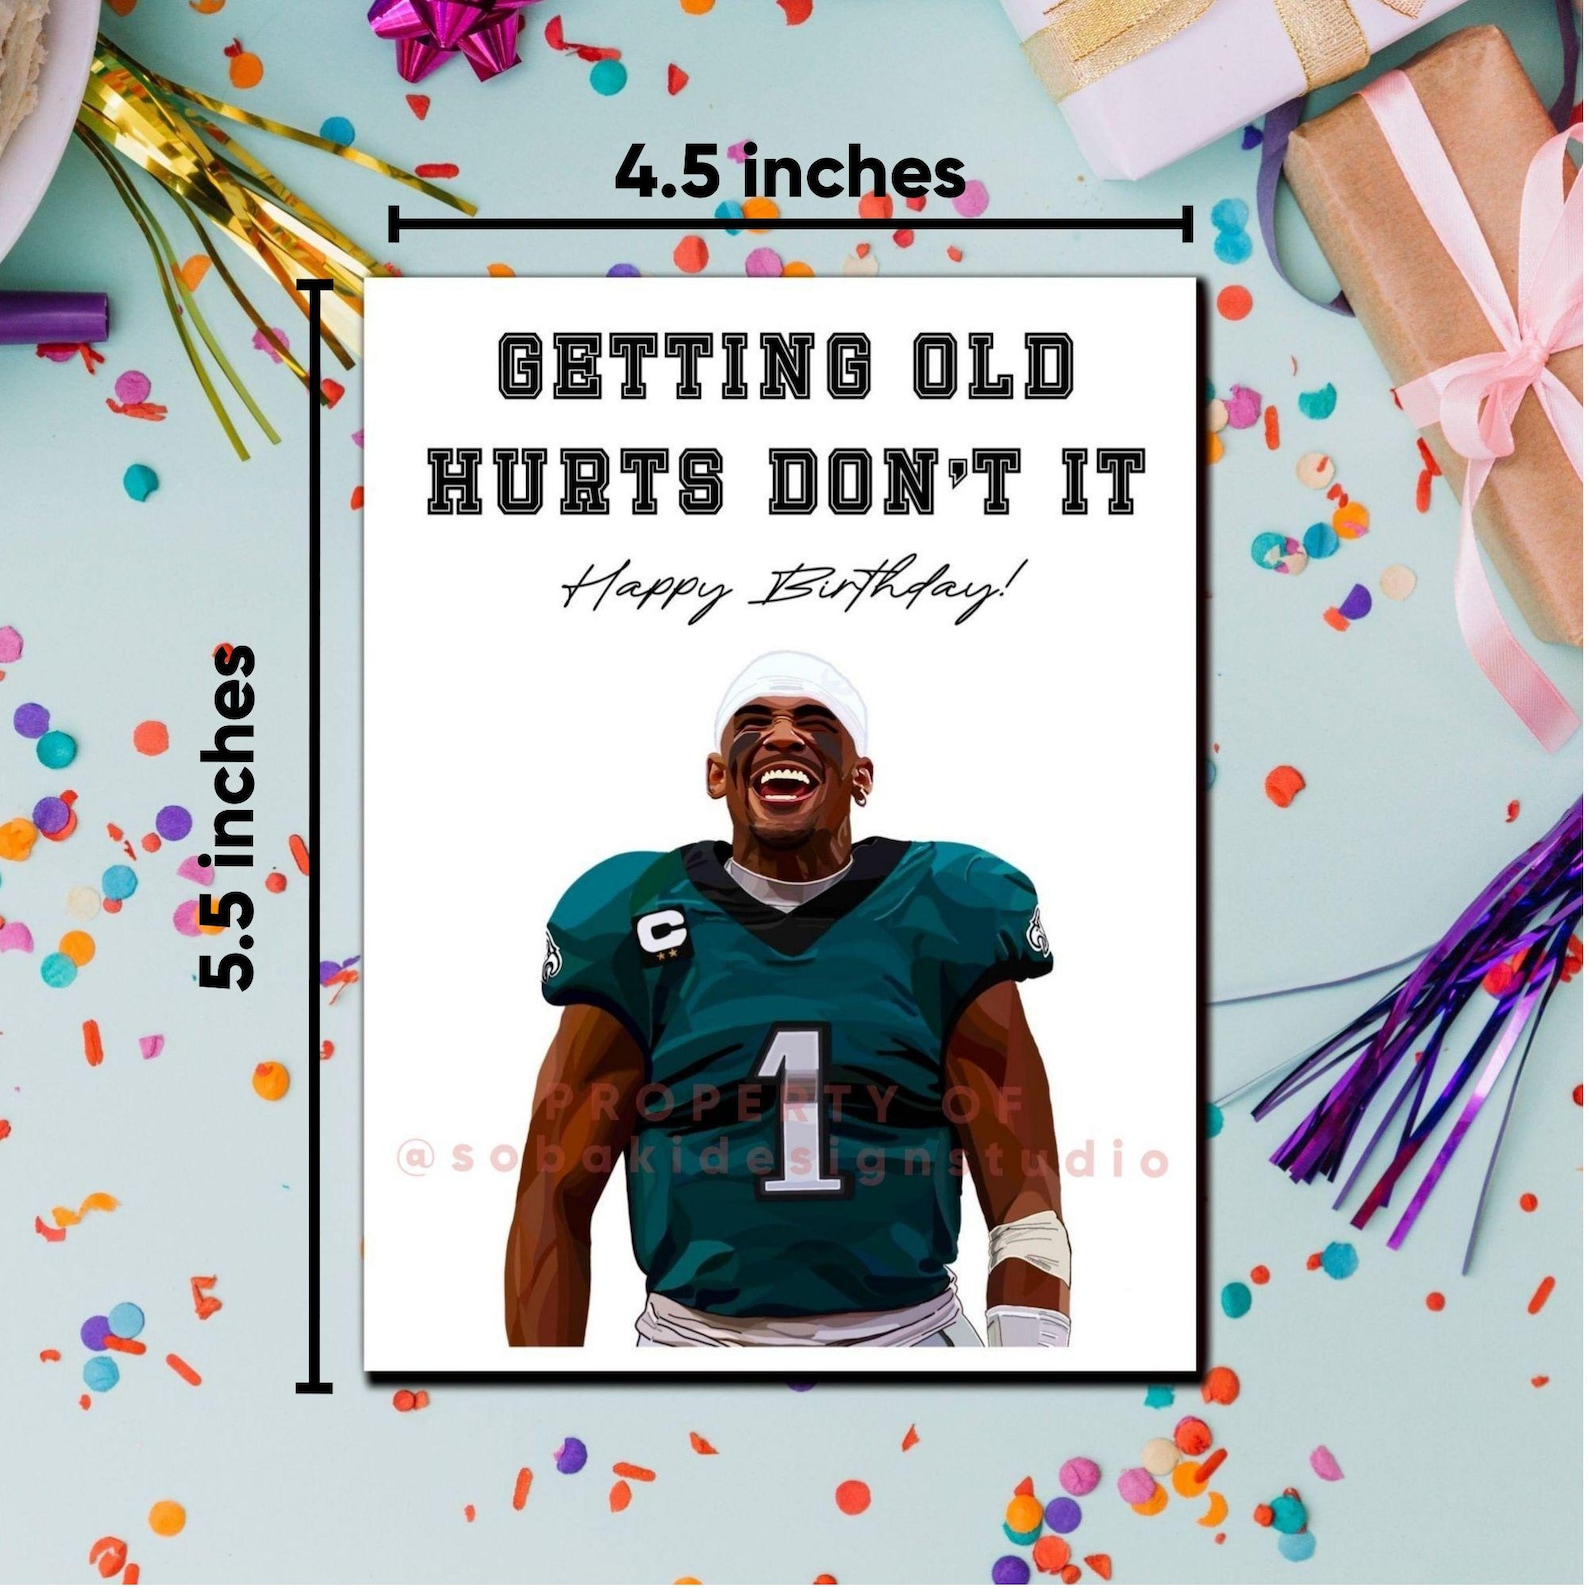 4.5 inches
5.5 inches
GETTING OLD
HURTS DON'T IT
Happy Birthday!
C
1
PROPERTY OF
@sobakidesignstudio